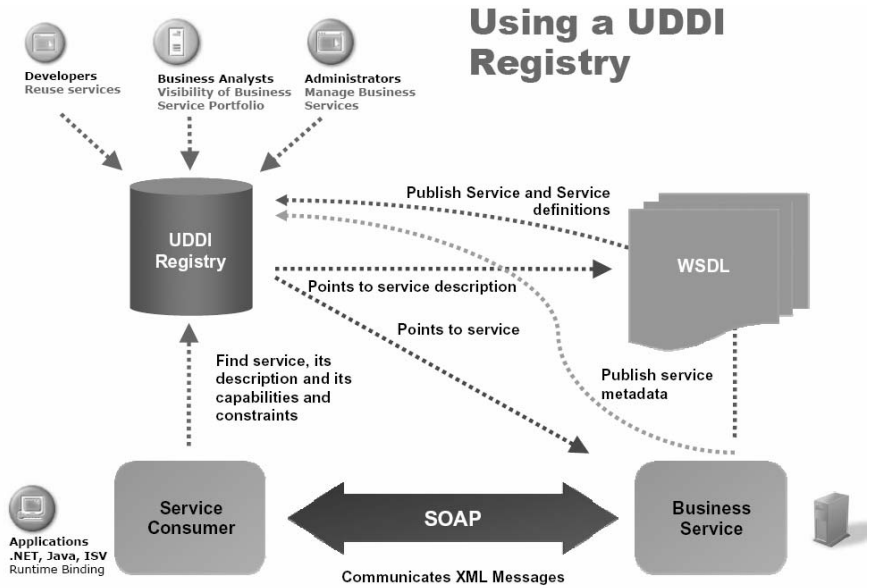 Using a UDDI
Registry
Developers
Reuse services
Business Analysts
Visibility of Business
Service Portfolio
Administrators
Manage Business
Services
Publish Service and Service
definitions
UDDI
Registry
WSDL
Points to service description
Points to service
Find service, its
description and its
capabilities and
constraints
Publish service
metadata
Service
Consumer
SOAP
Business
Service
Applications
.NET, Java, ISV
Runtime Binding
Communicates XML Messages